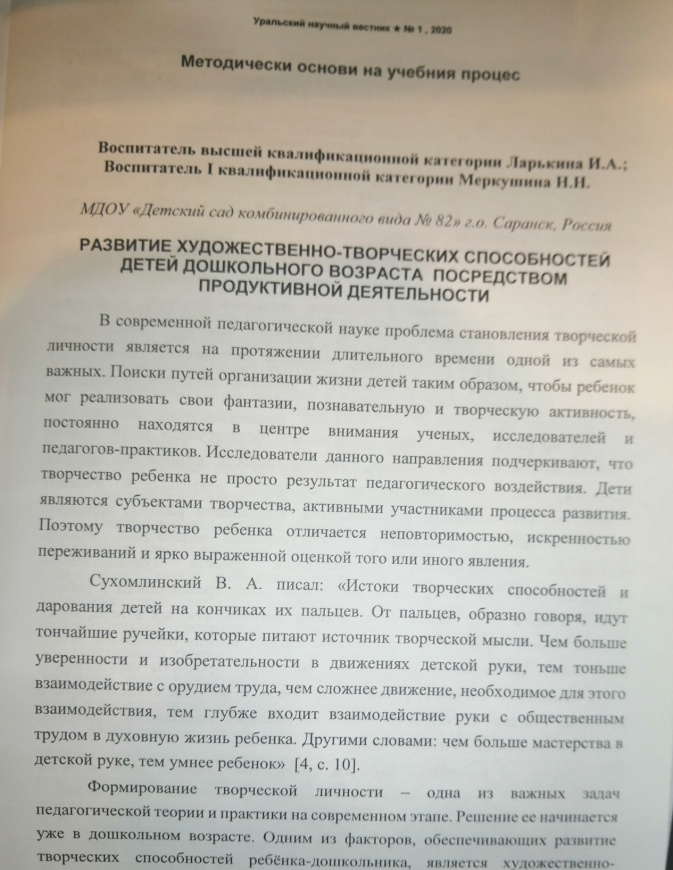 Уральский научный вестник ★ № 1 , 2020
Методически основи на учебния процес
Воспитатель высшей квалификационной категории Ларькина И.А.;
Воспитатель I квалификационной категории Меркушина Н.Н.
МДОУ «Детский сад комбинированного вида № 82» г.о. Саранск, Россия
РАЗВИТИЕ ХУДОЖЕСТВЕННО-ТВОРЧЕСКИХ СПОСОБНОСТЕЙ
ДЕТЕЙ ДОШКОЛЬНОГО ВОЗРАСТА ПОСРЕДСТВОМ
ПРОДУКТИВНОЙ ДЕЯТЕЛЬНОСТИ
В современной педагогической науке проблема становления творческой
личности является на протяжении длительного времени одной из самых
важных. Поиски путей организации жизни детей таким образом, чтобы ребенок
мог реализовать свои фантазии, познавательную и творческую активность,
постоянно находятся в центре внимания ученых, исследователей и
педагогов-практиков. Исследователи данного направления подчеркивают, что
творчество ребенка не просто результат педагогического воздействия. Дети
являются субъектами творчества, активными участниками процесса развития.
Поэтому творчество ребенка отличается неповторимостью, искренностью
переживаний и ярко выраженной оценкой того или иного явления.
Сухомлинский В. А. писал: «Истоки творческих способностей и
дарования детей на кончиках их пальцев. От пальцев, образно говоря, идут
тончайшие ручейки, которые питают источник творческой мысли. Чем больше
уверенности и изобретательности в движениях детской руки, тем тоньше
взаимодействие с орудием труда, чем сложнее движение, необходимое для этого
взаимодействия, тем глубже входит взаимодействие руки с общественным
трудом в духовную жизнь ребенка. Другими словами: чем больше мастерства в
детской руке, тем умнее ребенок» [4, с. 10].
Формирование творческой личности – одна из важных задач
педагогической теории и практики на современном этапе. Решение ее начинается
уже в дошкольном возрасте. Одним из факторов, обеспечивающих развитие
творческих способностей ребёнка-дошкольника, является художественно-